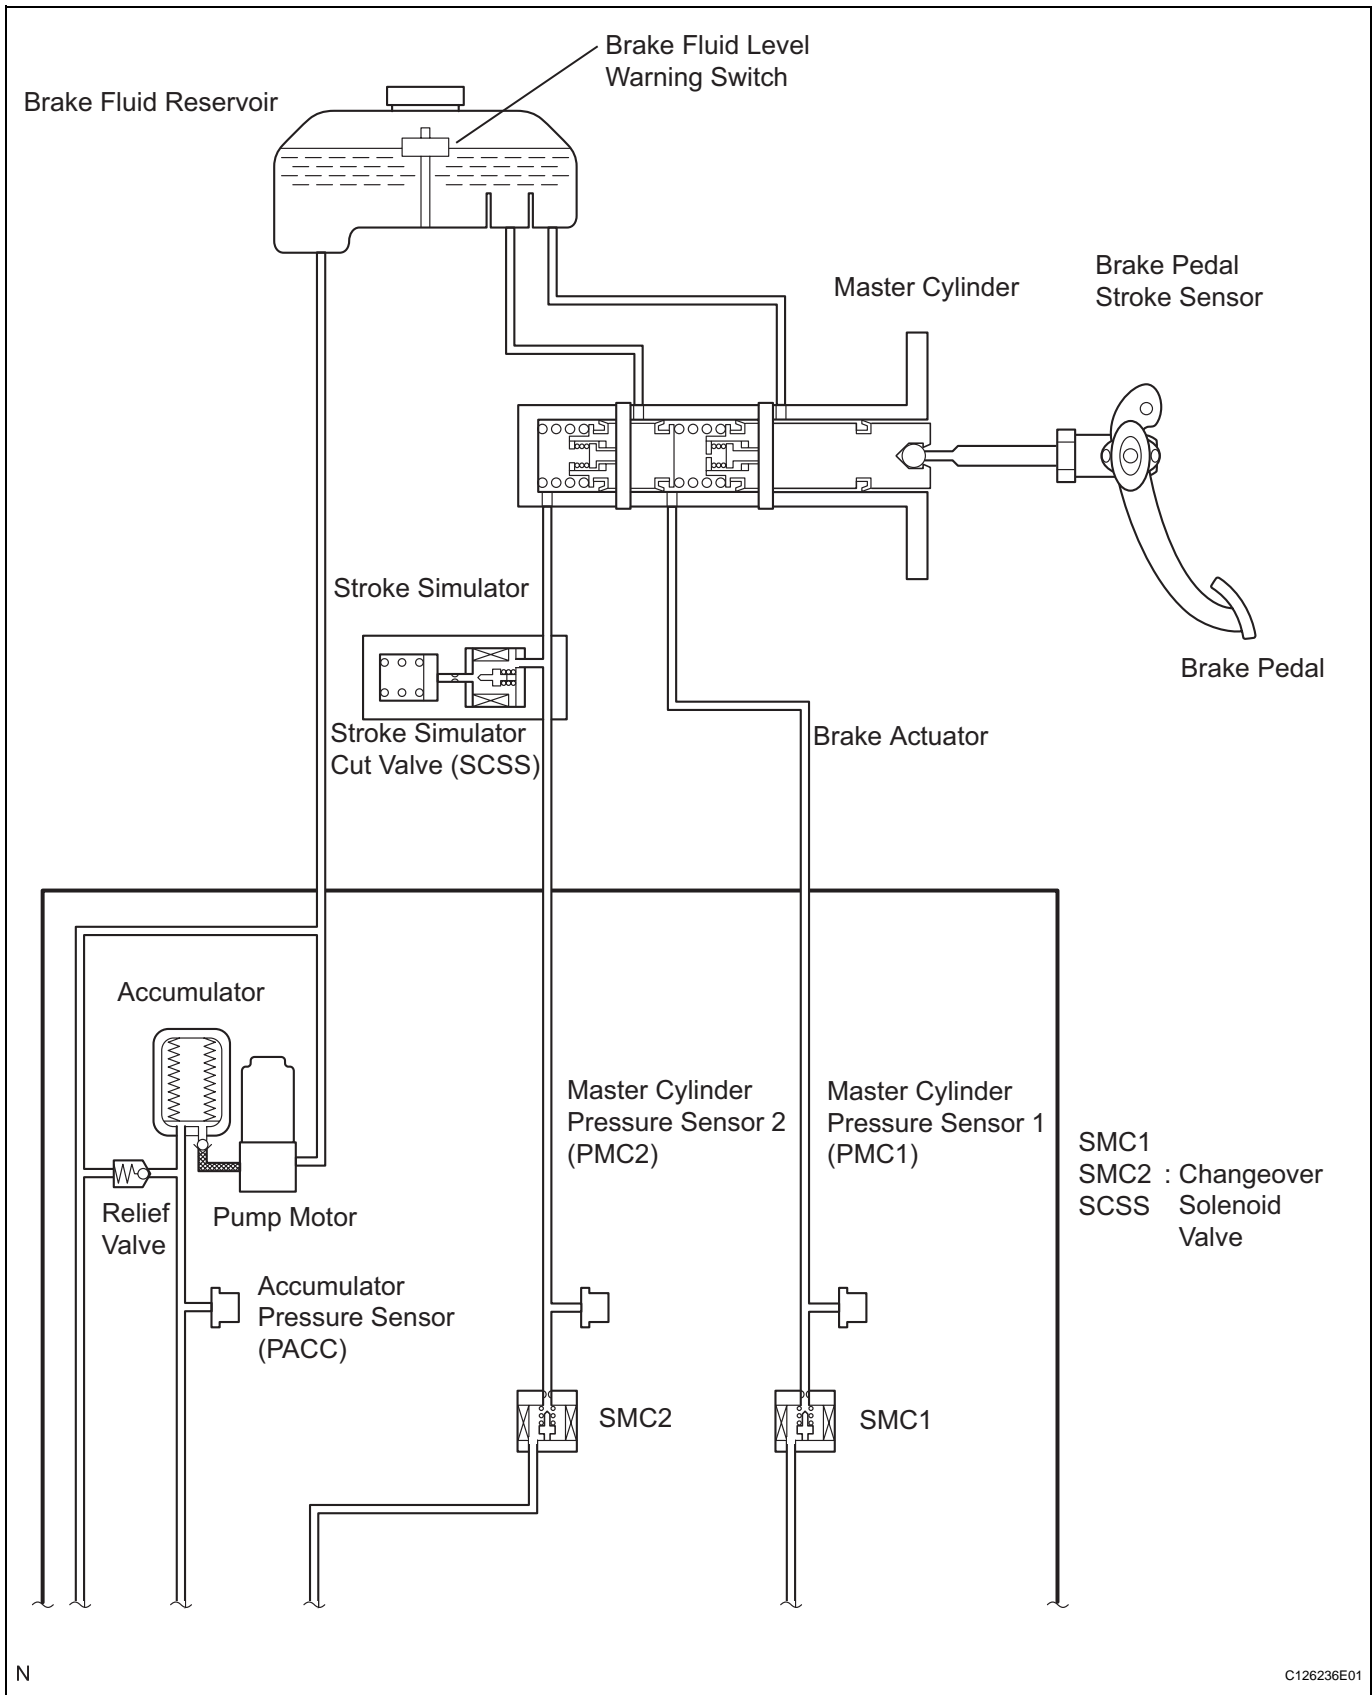 Brake Fluid Level
Warning Switch
Brake Fluid Reservoir
Brake Pedal
Stroke Sensor
Master Cylinder
Stroke Simulator
Brake Pedal
Stroke Simulator
Cut Valve (SCSS)
Brake Actuator
Accumulator
Master Cylinder
Pressure Sensor 2
(PMC2)
Master Cylinder
Pressure Sensor 1
(PMC1)
SMC1
SMC2 : Changeover
SCSS Solenoid
Valve
Relief
Valve
Pump Motor
Accumulator
Pressure Sensor
(PACC)
SMC2
SMC1
N
C126236E01